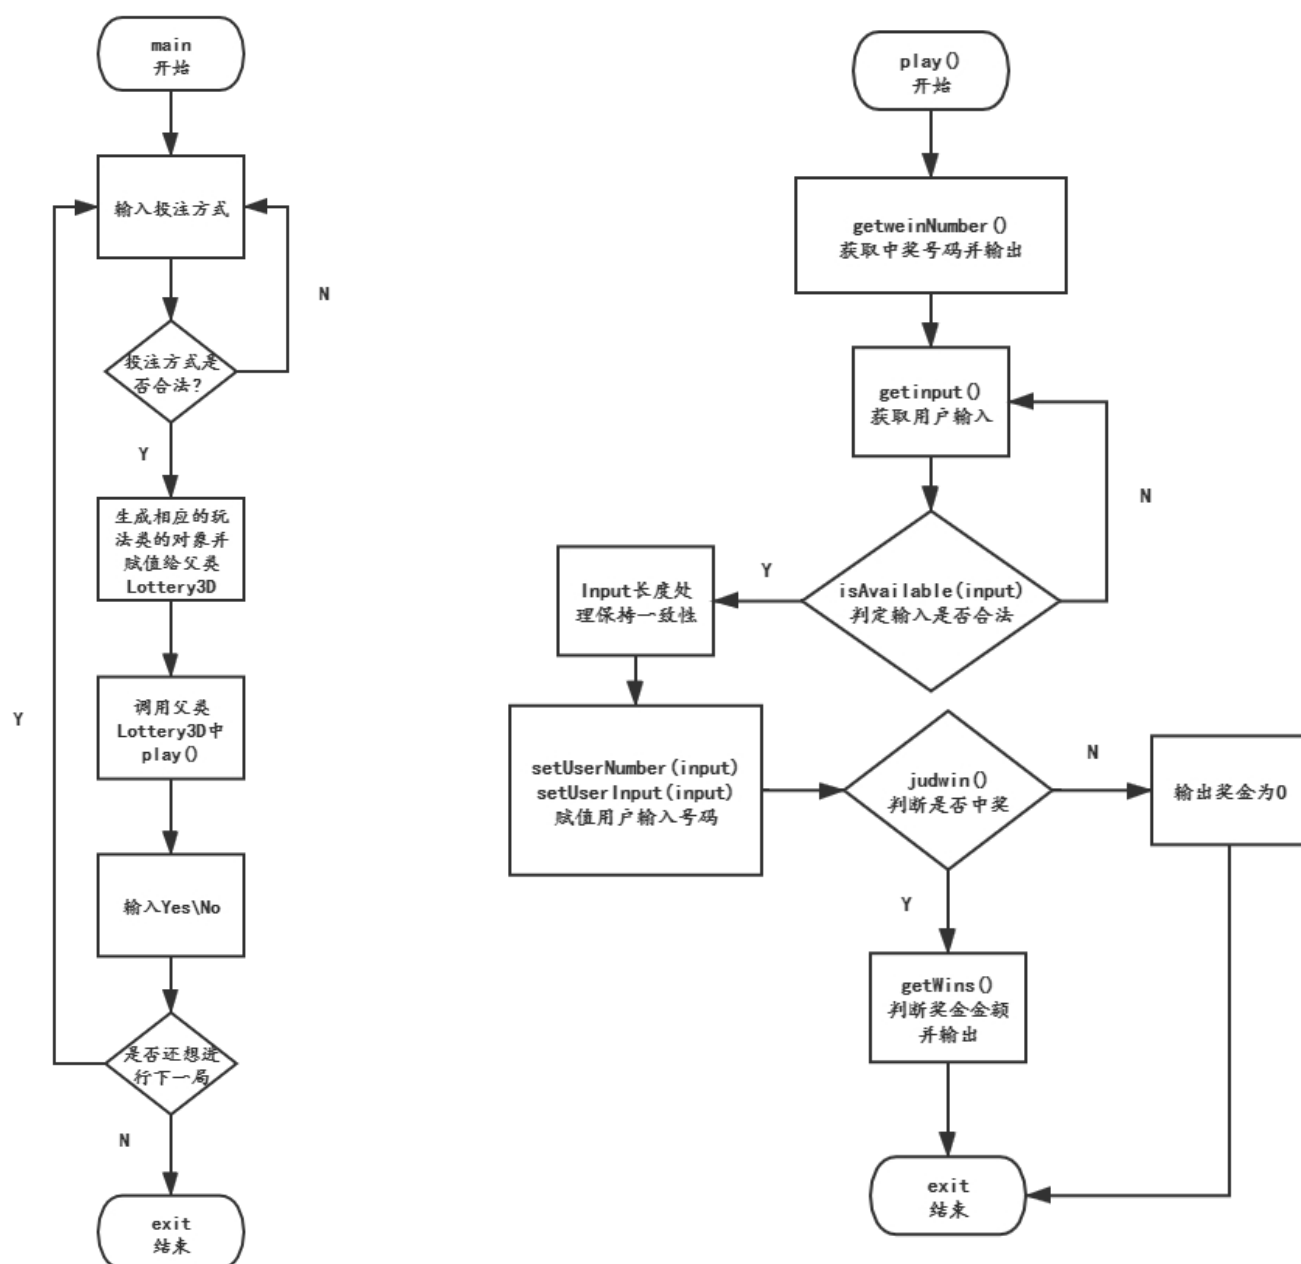 main
开始
输入投注方式
N
投注方式是
否合法?
Y
生成相应的玩
法类的对象并
赋值给父类
Lottery3D
调用父类
Lottery3D中
play()
Y
输入Yes\No
是否还想进
行下一局
N
exit
结束
play()
开始
getweinNumber()
获取中奖号码并输出
getinput()
获取用户输入
N
isAvailable(input)
判定输入是否合法
Y
Input长度处
理保持一致性
setUserNumber(input)
setUserInput(input)
赋值用户输入号码
judwin()
判断是否中奖
N
输出奖金为0
Y
getWins()
判断奖金金额
并输出
exit
结束